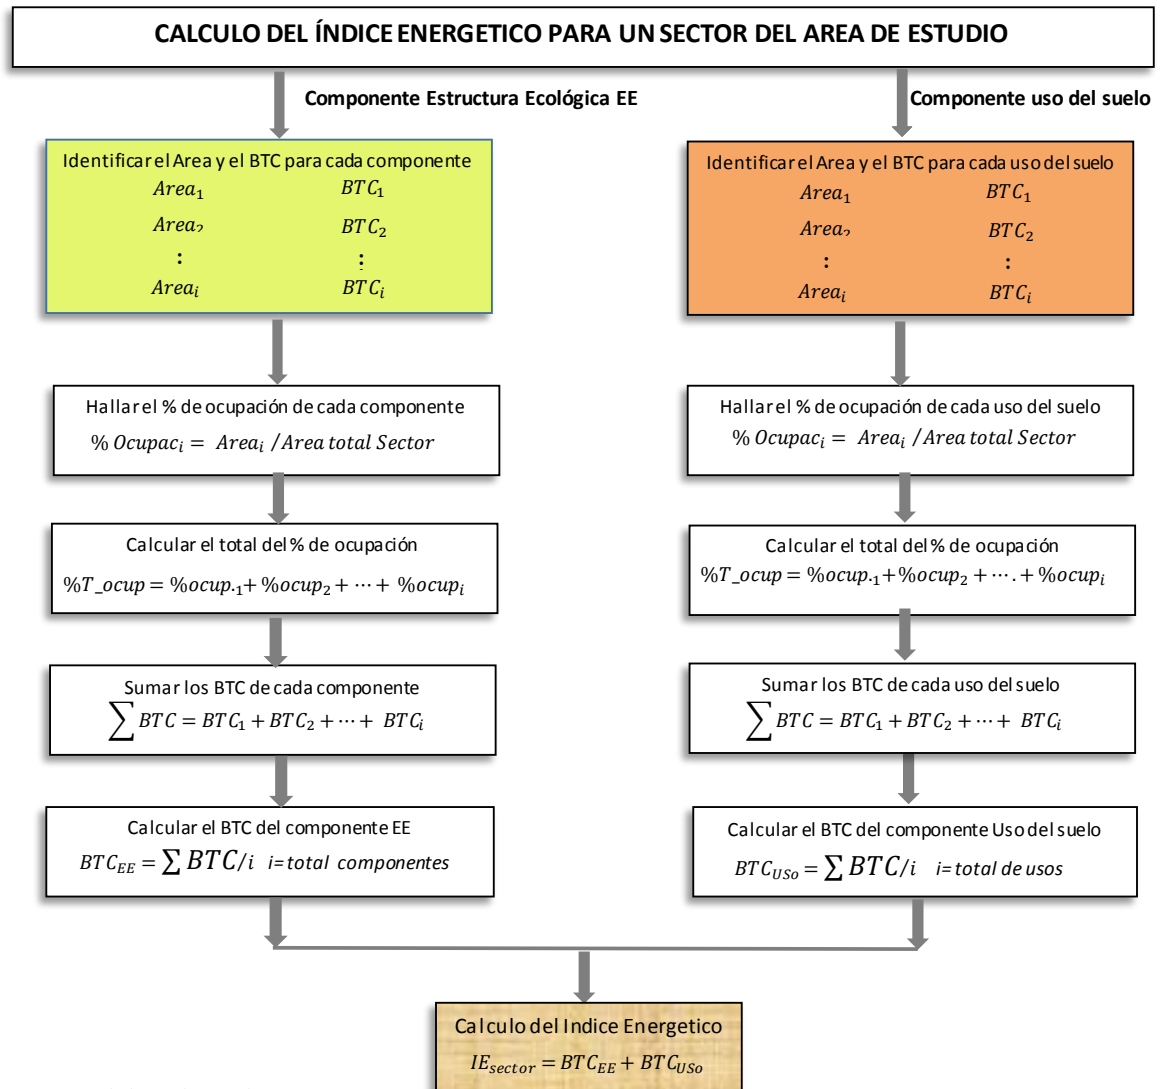 CALCULO DEL ÍNDICE ENERGETICO PARA UN SECTOR DEL AREA DE ESTUDIO
Componente Estructura Ecológica EE
Identificar el Area y el BTC para cada componente
Area₁ BTC₁
Area₂ BTC₂
: :
Areaᵢ BTCᵢ
Hallar el % de ocupación de cada componente
% Ocupacᵢ = Areaᵢ /Area total Sector
Calcular el total del % de ocupación
%T_ocup = %ocup.₁+ %ocup₂ + ⋯ + %ocupᵢ
Sumar los BTC de cada componente
∑ BTC = BTC₁ + BTC₂ + ⋯ + BTCᵢ
Calcular el BTC del componente EE
BTC_EE = ∑ BTC/i i=total componentes
Componente uso del suelo
Identificar el Area y el BTC para cada uso del suelo
Area₁ BTC₁
Area₂ BTC₂
: :
Areaᵢ BTCᵢ
Hallar el % de ocupación de cada uso del suelo
% Ocupacᵢ = Areaᵢ /Area total Sector
Calcular el total del % de ocupación
%T_ocup = %ocup.₁+ %ocup₂ + ⋯. + %ocupᵢ
Sumar los BTC de cada uso del suelo
∑ BTC = BTC₁ + BTC₂ + ⋯ + BTCᵢ
Calcular el BTC del componente Uso del suelo
BTC_USo = ∑ BTC/i i=total de usos
Calculo del Indice Energetico
IE_sector = BTC_EE + BTC_USo